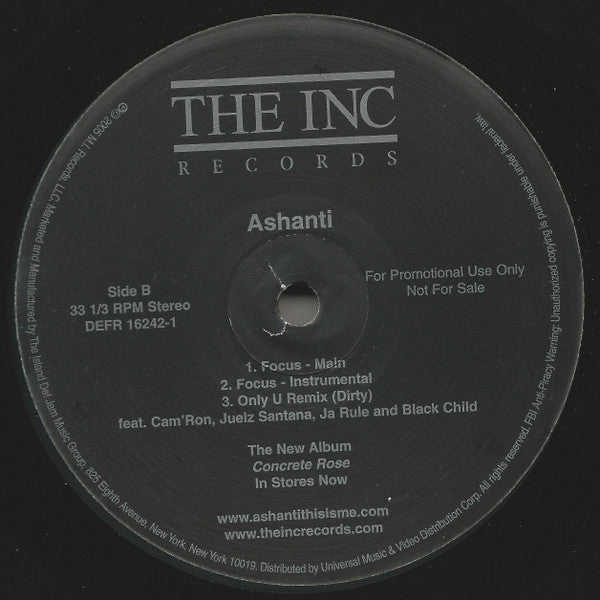 THE INC
RECORDS
Ashanti
Side B
33 1/3 RPM Stereo
DEFR 16242-1
For Promotional Use Only
Not For Sale
1. Focus - Main
2. Focus - Instrumental
3. Only U Remix (Dirty)
feat. Cam'Ron, Juelz Santana, Ja Rule and Black Child
The New Album
Concrete Rose
In Stores Now
www.ashantithisisme.com
www.theincrecords.com
℗© 2005 M.I. Records, LLC. Marketed and Manufactured by The Island Def Jam Music Group. 825 Eighth Avenue, New York, New York 10019. Distributed by Universal Music & Video Distribution Corp. All rights reserved. FBI Anti-Piracy Warning: Unauthorized copying is punishable under federal law.